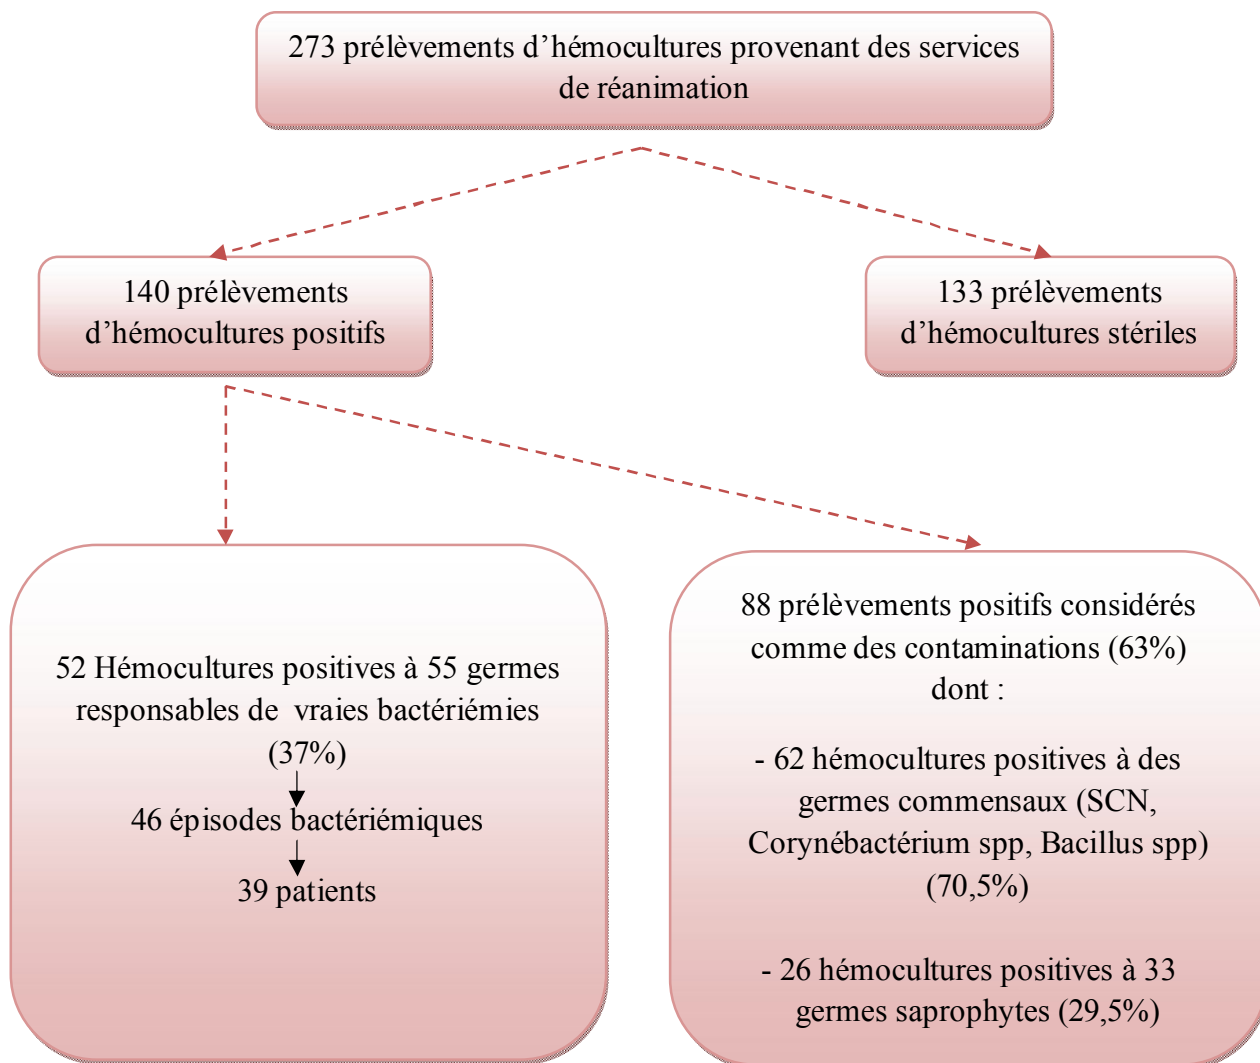 273 prélèvements d’hémocultures provenant des services
de réanimation
140 prélèvements
d’hémocultures positifs
133 prélèvements
d’hémocultures stériles
52 Hémocultures positives à 55 germes
responsables de vraies bactériémies
(37%)
46 épisodes bactériémiques
39 patients
88 prélèvements positifs considérés
comme des contaminations (63%)
dont :
- 62 hémocultures positives à des
germes commensaux (SCN,
Corynébactérium spp, Bacillus spp)
(70,5%)
- 26 hémocultures positives à 33
germes saprophytes (29,5%)